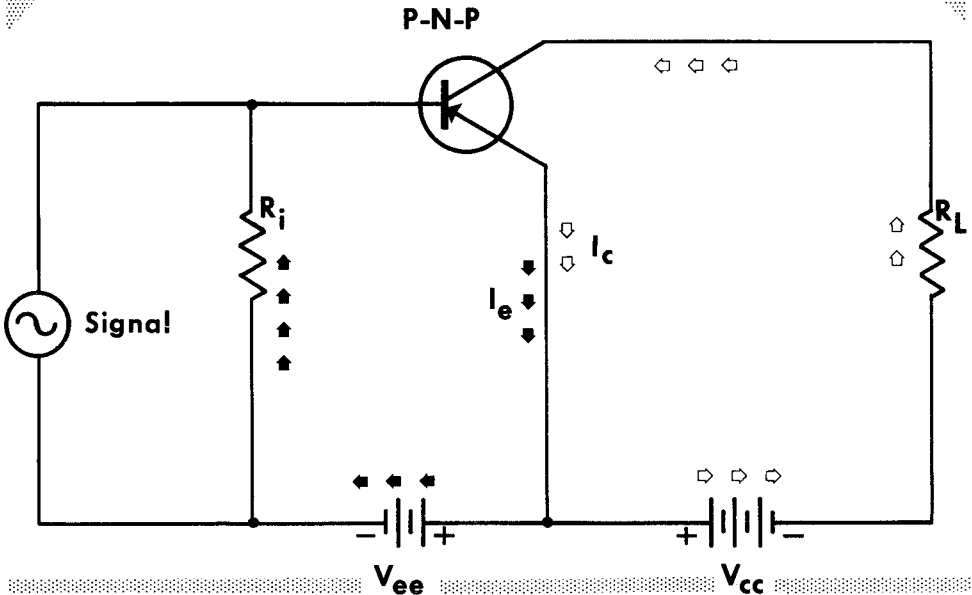 P-N-P
Ri
RL
Ic
Ie
Signal
− +
+ −
Vee
Vcc